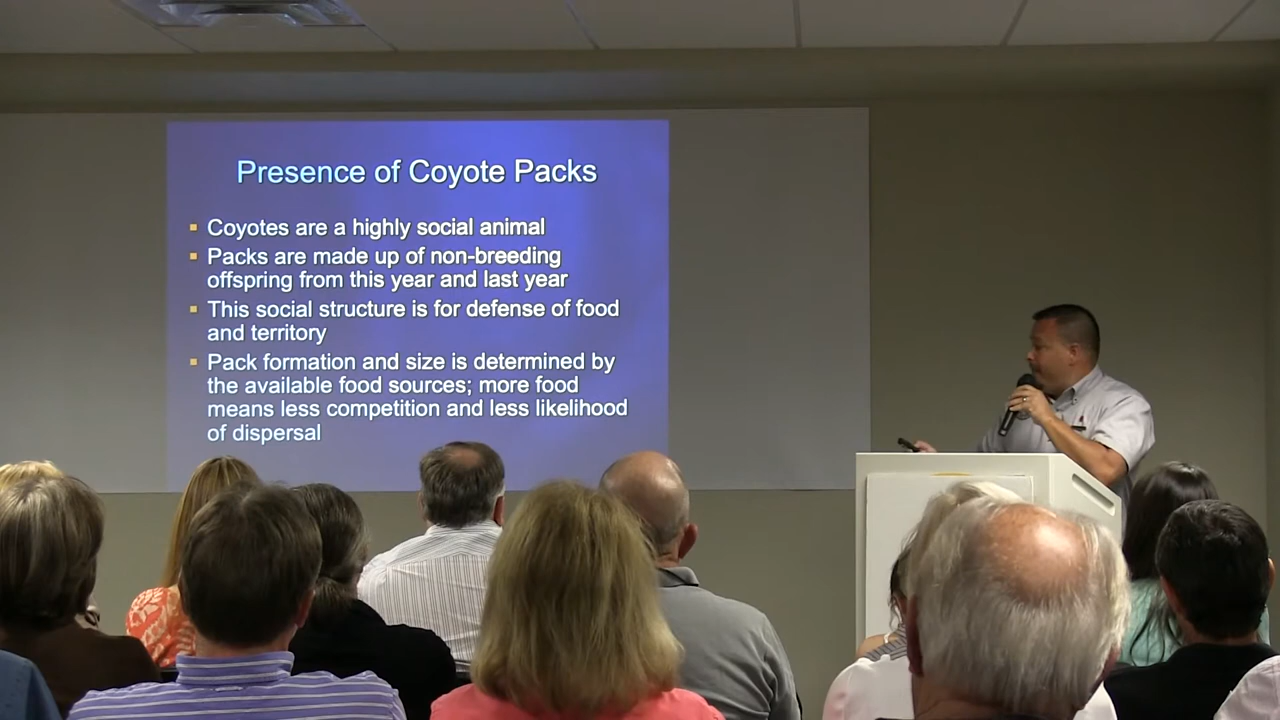 Presence of Coyote Packs
Coyotes are a highly social animal
Packs are made up of non-breeding
offspring from this year and last year
This social structure is for defense of food
and territory
Pack formation and size is determined by
the available food sources; more food
means less competition and less likelihood
of dispersal